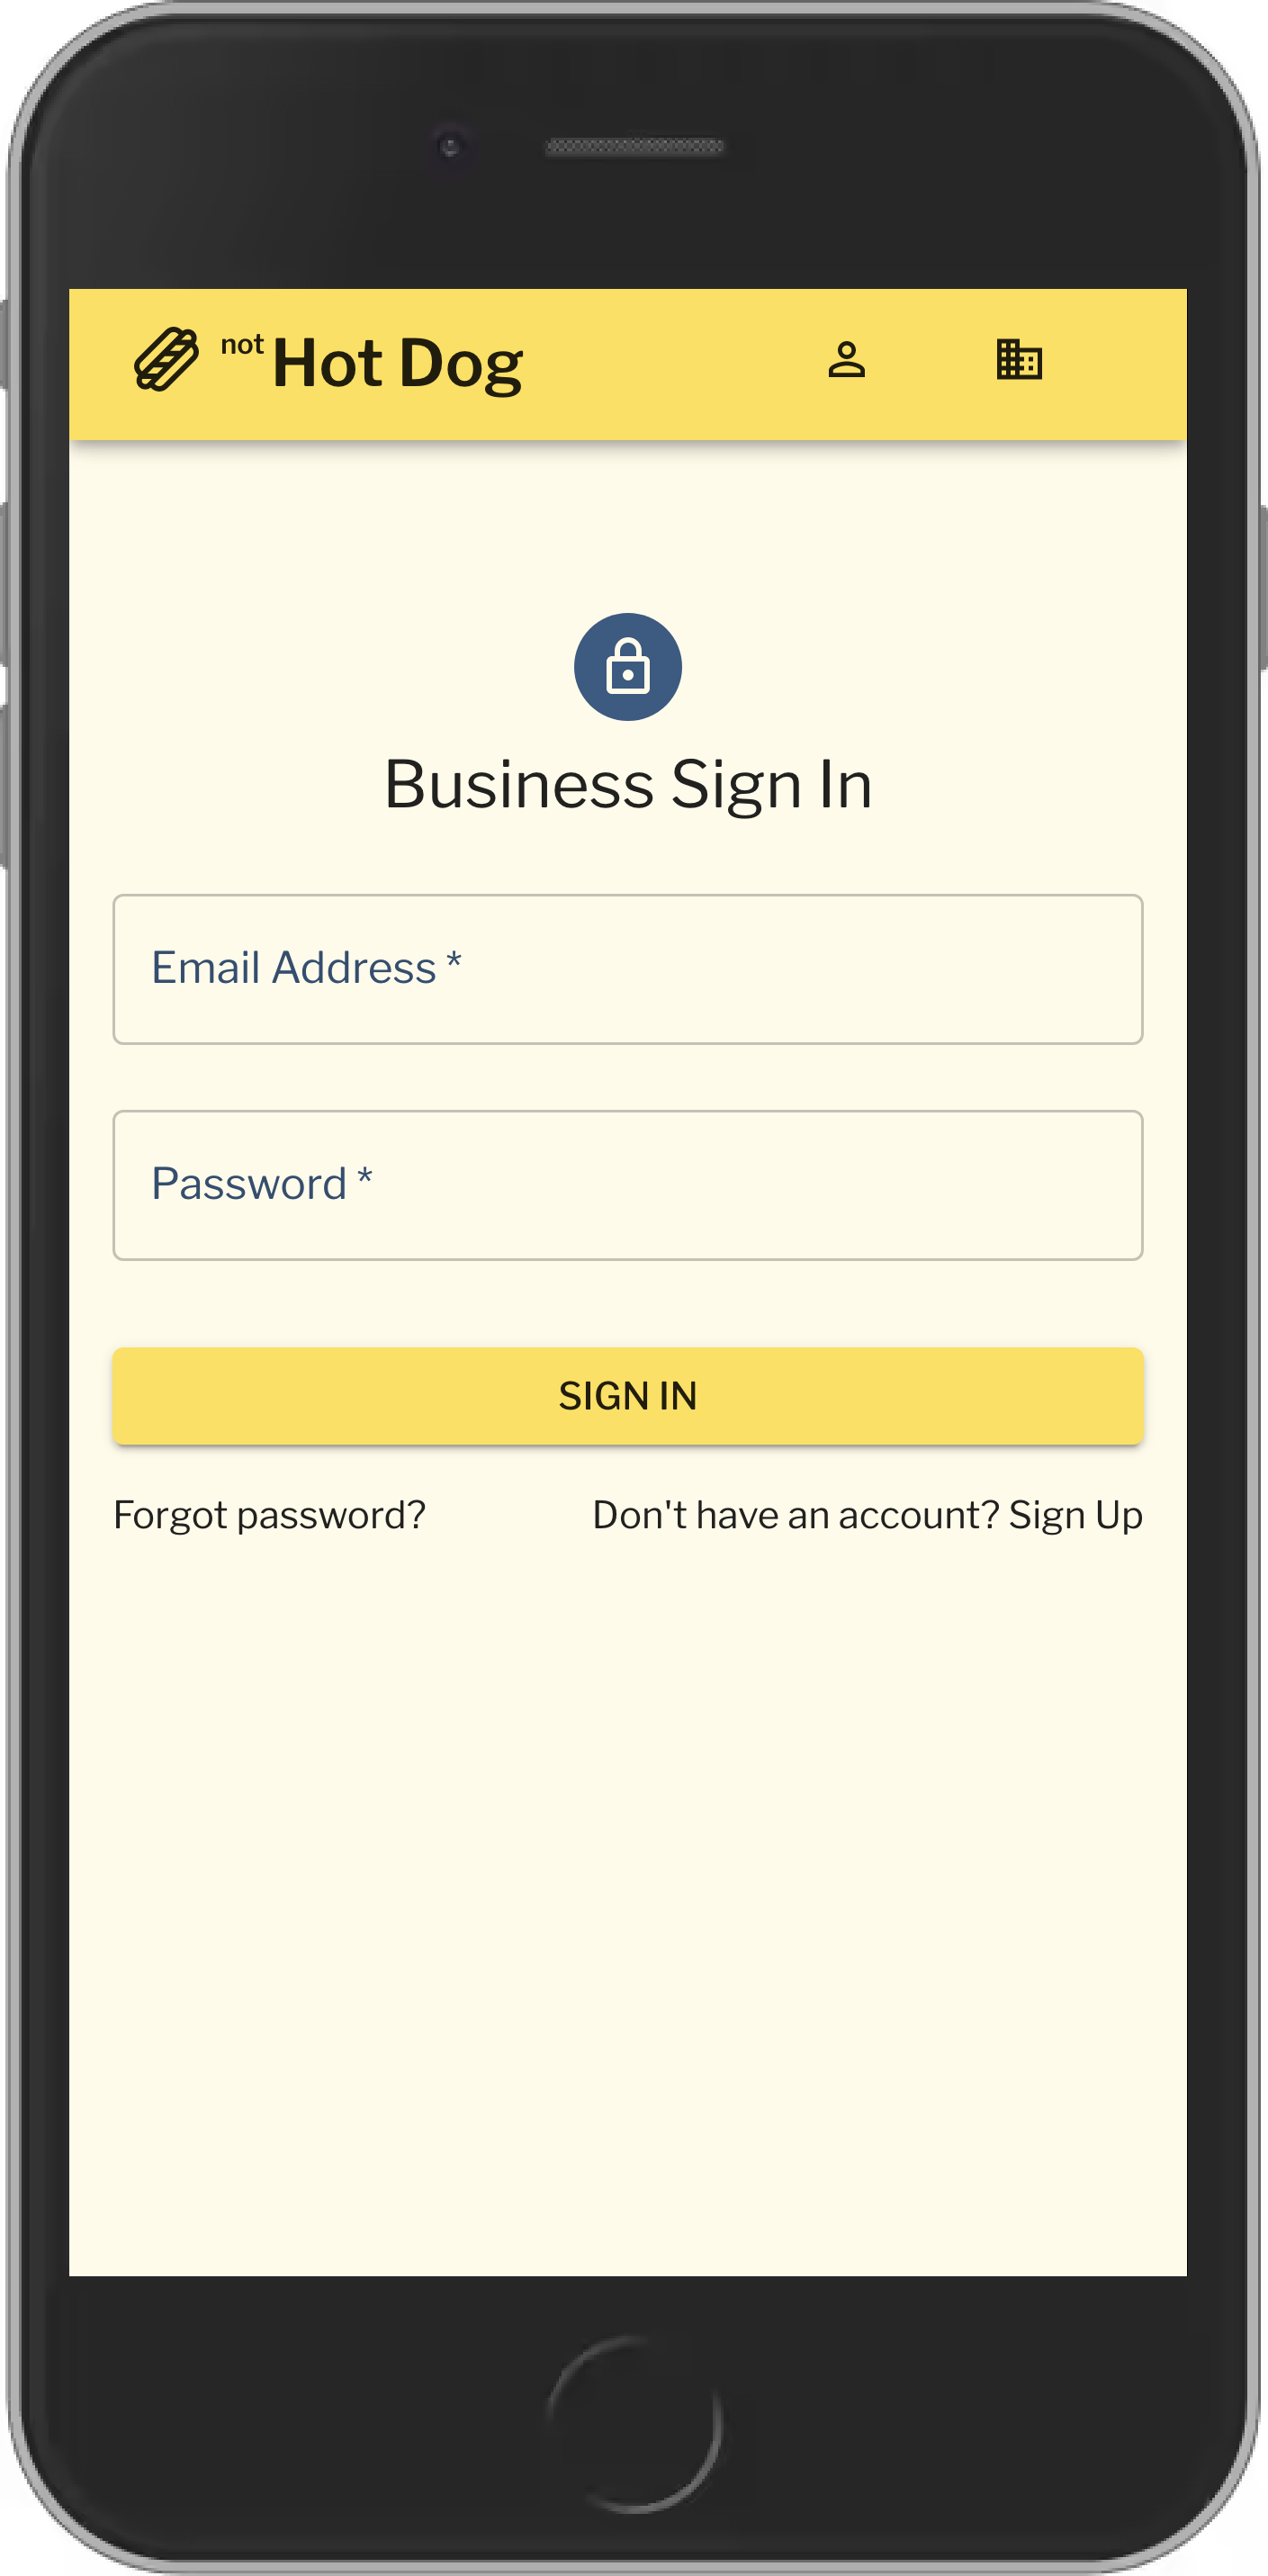 not Hot Dog
Business Sign In
Email Address *
Password *
SIGN IN
Forgot password? Don't have an account? Sign Up